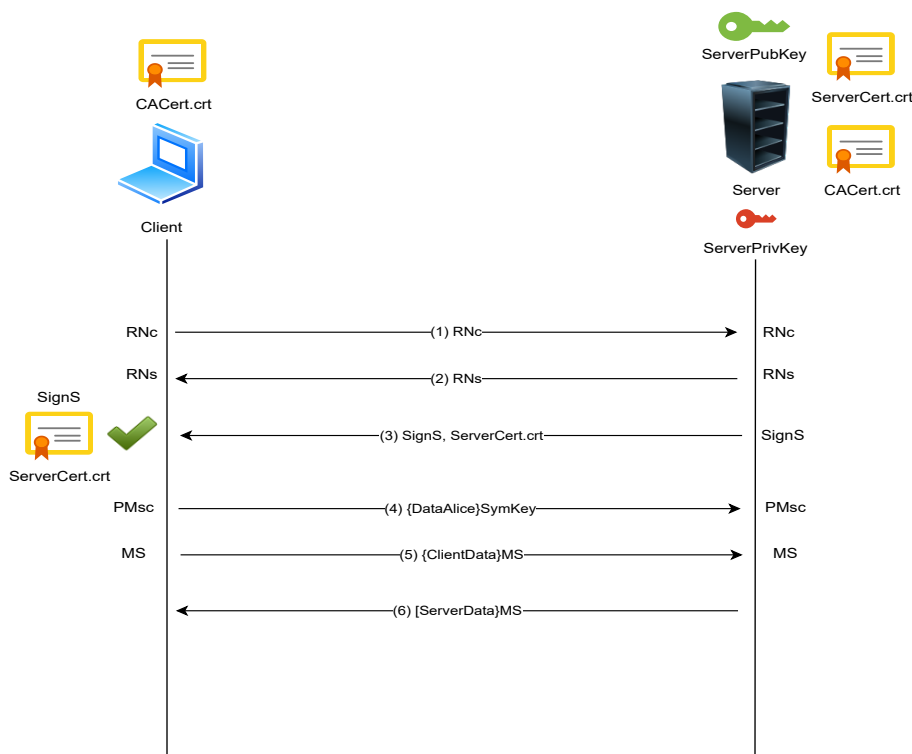 ServerPubKey
CACert.crt
ServerCert.crt
Server
CACert.crt
Client
ServerPrivKey
RNc
(1) RNc
RNc
RNs
(2) RNs
RNs
SignS
(3) SignS, ServerCert.crt
SignS
ServerCert.crt
PMsc
(4) {DataAlice}SymKey
PMsc
MS
(5) {ClientData}MS
MS
(6) [ServerData}MS